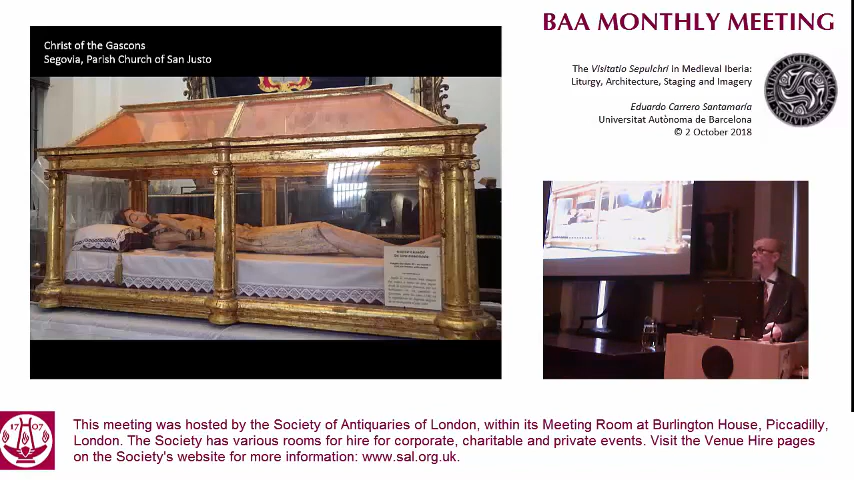 BAA MONTHLY MEETING
Christ of the Gascons
Segovia, Parish Church of San Justo
The Visitatio Sepulchri in Medieval Iberia:
Liturgy, Architecture, Staging and Imagery
Eduardo Carrero Santamaría
Universitat Autònoma de Barcelona
© 2 October 2018
17 07
This meeting was hosted by the Society of Antiquaries of London, within its Meeting Room at Burlington House, Piccadilly,
London. The Society has various rooms for hire for corporate, charitable and private events. Visit the Venue Hire pages
on the Society's website for more information: www.sal.org.uk.